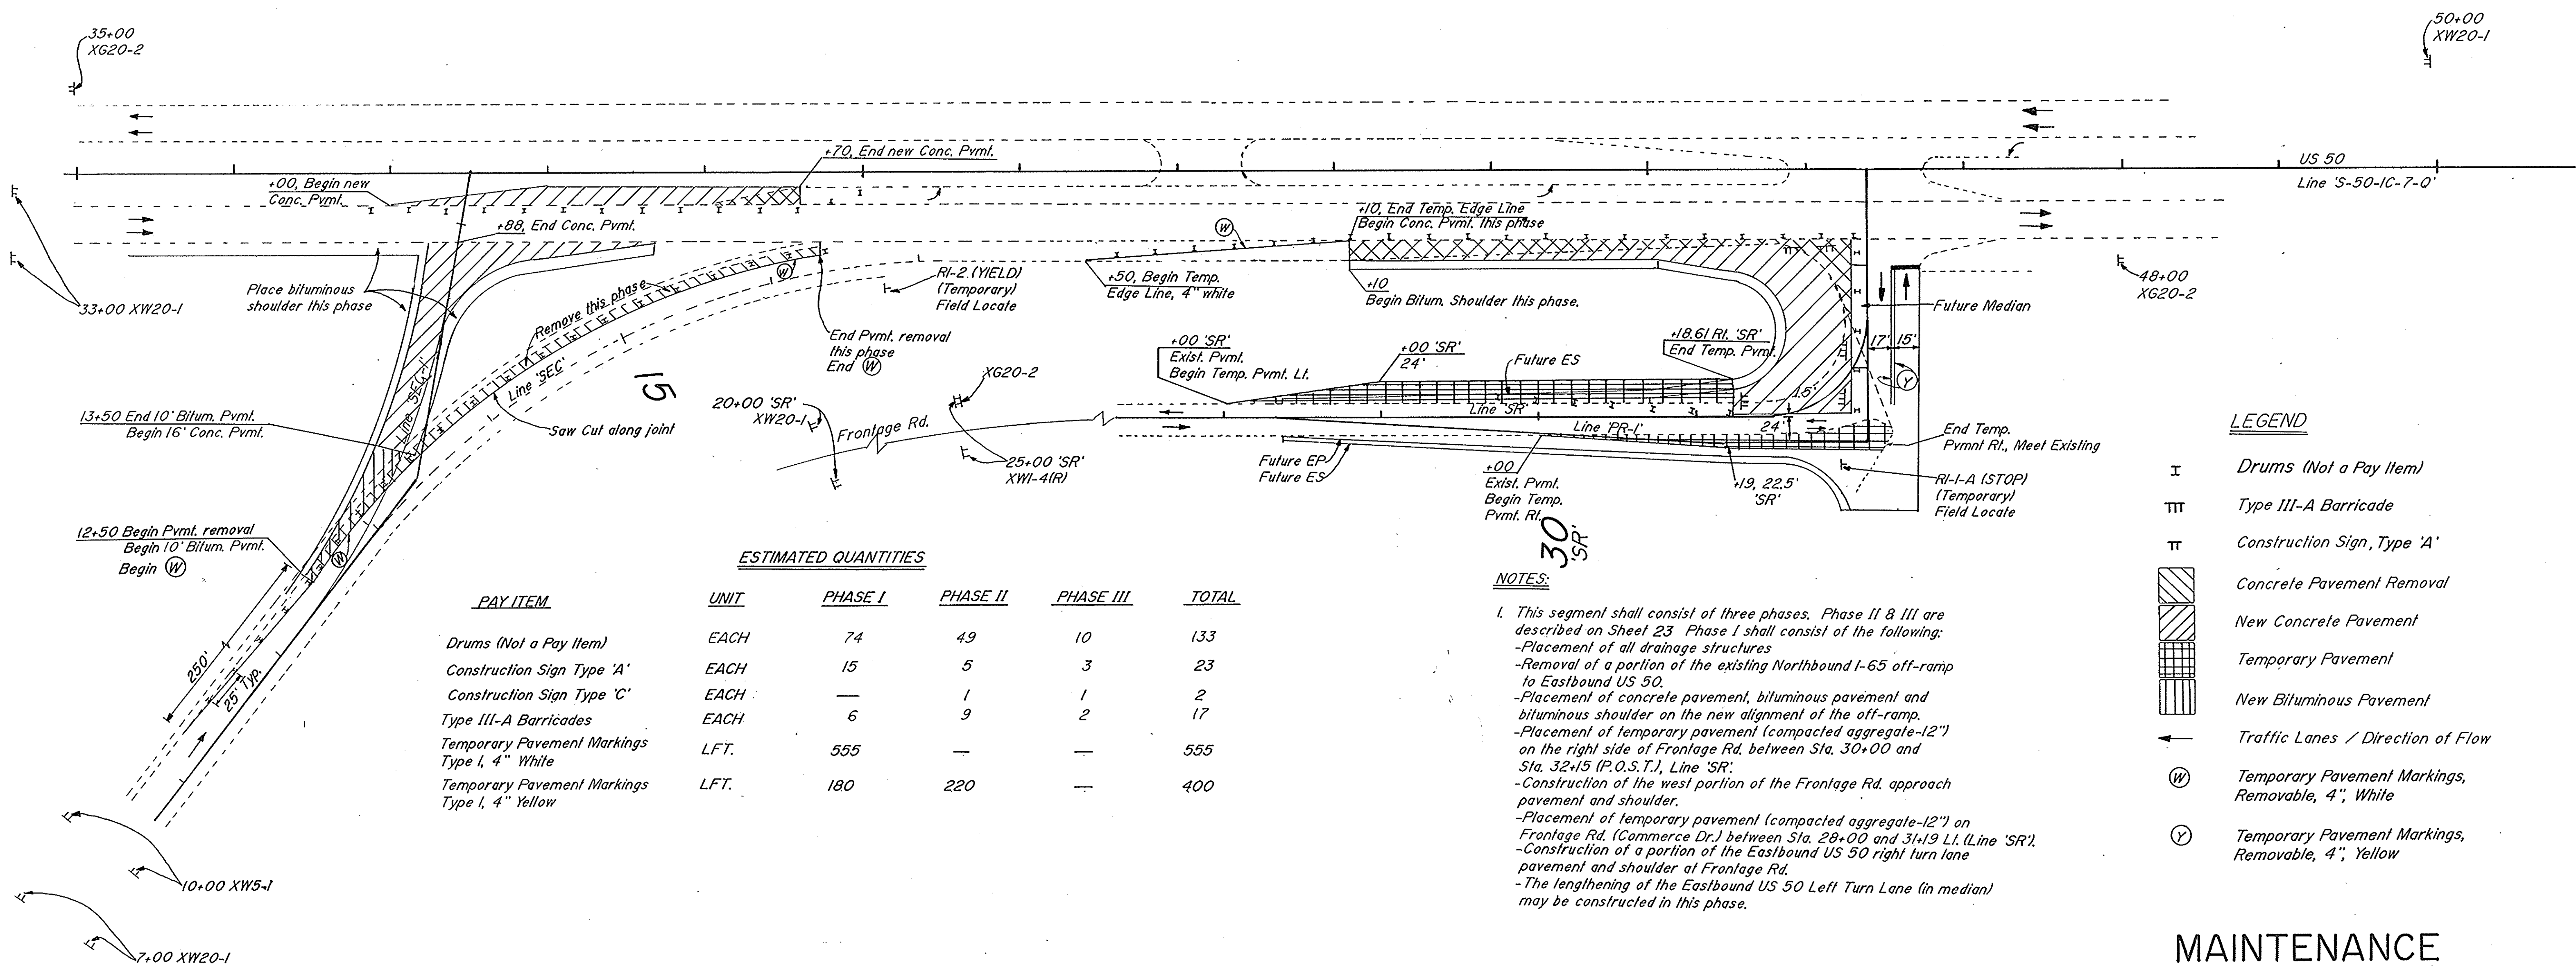 35+00
XG20-2
50+00
XW20-1
US 50
Line 'S-50-1C-7-Q'
+70, End new Conc. Pvmt.
+00, Begin new
Conc. Pvmt.
+88, End Conc. Pvmt.
W
+10, End Temp. Edge Line
Begin Conc. Pvmt. this phase
33+00 XW20-1
Place bituminous
shoulder this phase
Remove this phase
W
R1-2 (YIELD)
(Temporary)
Field Locate
+50, Begin Temp.
Edge Line, 4" white
+10
Begin Bitum. Shoulder this phase.
48+00
XG20-2
Future Median
17'
15'
Y
End Pvmt. removal
this phase
End W
+00 'SR'
Exist. Pvmt.
Begin Temp. Pvmt. Lt.
+00 'SR'
24'
Future ES
+18.61 Rt. 'SR'
End Temp. Pvmt.
Line 'SEC'
Line 'SEC'
15
XG20-2
20+00 'SR'
XW20-1
Frontage Rd.
Line 'SR'
Line 'PR-1'
15'
24'
13+50 End 10' Bitum. Pvmt.
Begin 16' Conc. Pvmt.
Saw Cut along joint
25+00 'SR'
XW1-4(R)
Future EP
Future ES
+00
Exist. Pvmt.
Begin Temp.
Pvmt. Rt.
+19, 22.5'
'SR'
End Temp.
Pvmnt Rt., Meet Existing
R1-1-A (STOP)
(Temporary)
Field Locate
30
'SR'
12+50 Begin Pvmt. removal
Begin 10' Bitum. Pvmt.
Begin W
W
250'
25' Typ.
10+00 XW5-1
7+00 XW20-1
ESTIMATED QUANTITIES
PAY ITEM UNIT PHASE I PHASE II PHASE III TOTAL
Drums (Not a Pay Item) EACH 74 49 10 133
Construction Sign Type 'A' EACH 15 5 3 23
Construction Sign Type 'C' EACH — 1 1 2
Type III-A Barricades EACH 6 9 2 17
Temporary Pavement Markings
Type I, 4" White LFT. 555 — — 555
Temporary Pavement Markings
Type I, 4" Yellow LFT. 180 220 — 400
NOTES:
1. This segment shall consist of three phases. Phase II & III are
described on Sheet 23 Phase I shall consist of the following:
-Placement of all drainage structures
-Removal of a portion of the existing Northbound I-65 off-ramp
to Eastbound US 50.
-Placement of concrete pavement, bituminous pavement and
bituminous shoulder on the new alignment of the off-ramp.
-Placement of temporary pavement (compacted aggregate-12")
on the right side of Frontage Rd. between Sta. 30+00 and
Sta. 32+15 (P.O.S.T.), Line 'SR'.
-Construction of the west portion of the Frontage Rd. approach
pavement and shoulder.
-Placement of temporary pavement (compacted aggregate-12") on
Frontage Rd. (Commerce Dr.) between Sta. 28+00 and 31+19 Lt. (Line 'SR').
-Construction of a portion of the Eastbound US 50 right turn lane
pavement and shoulder at Frontage Rd.
-The lengthening of the Eastbound US 50 Left Turn Lane (in median)
may be constructed in this phase.
LEGEND
Drums (Not a Pay Item)
Type III-A Barricade
Construction Sign, Type 'A'
Concrete Pavement Removal
New Concrete Pavement
Temporary Pavement
New Bituminous Pavement
Traffic Lanes / Direction of Flow
W Temporary Pavement Markings,
Removable, 4", White
Y Temporary Pavement Markings,
Removable, 4", Yellow
MAINTENANCE